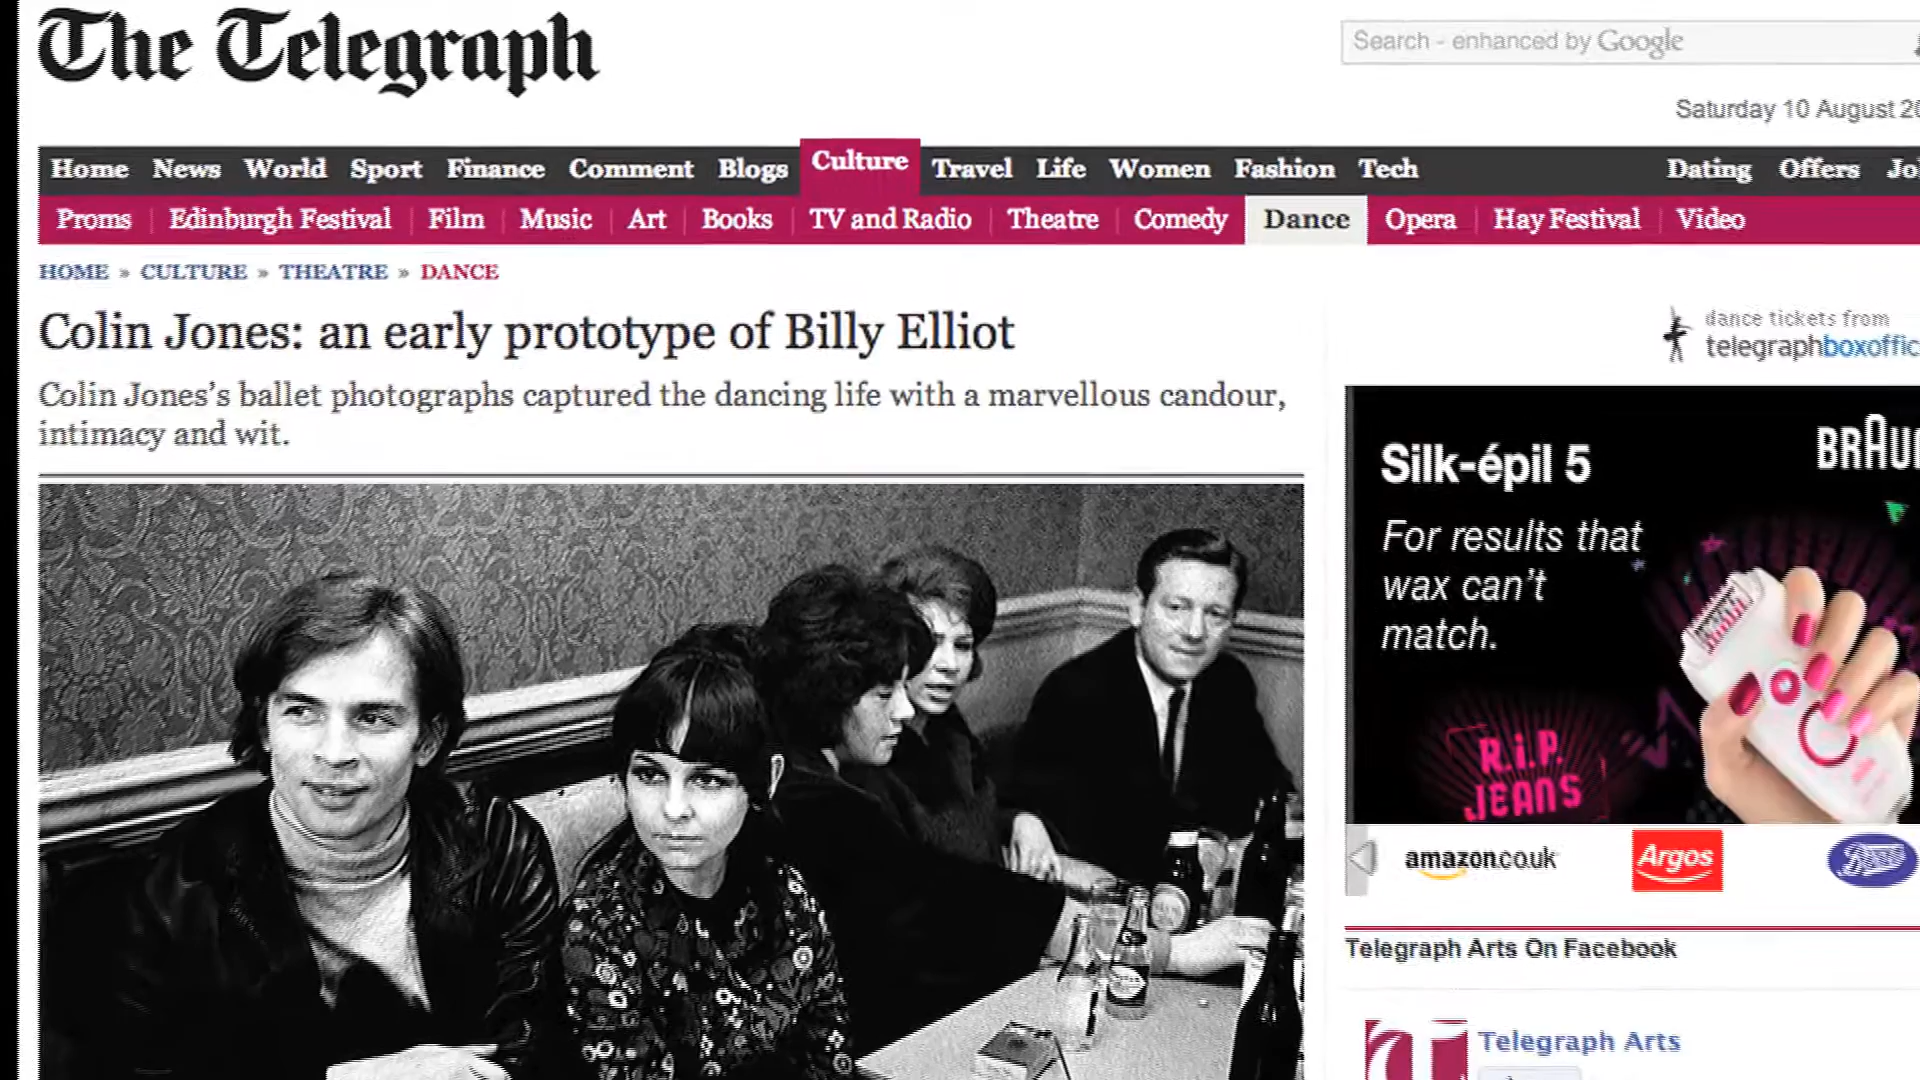 The Telegraph
Search - enhanced by Google
Saturday 10 August
Home News World Sport Finance Comment Blogs Culture Travel Life Women Fashion Tech Dating Offers
Proms Edinburgh Festival Film Music Art Books TV and Radio Theatre Comedy Dance Opera Hay Festival Video
HOME » CULTURE » THEATRE » DANCE
Colin Jones: an early prototype of Billy Elliot
Colin Jones's ballet photographs captured the dancing life with a marvellous candour,
intimacy and wit.
dance tickets from
telegraphboxoffic
BRAU
Silk-épil 5
For results that
wax can't
match.
R.i.P.
JEANS
amazon.co.uk
Argos
Boots
Telegraph Arts On Facebook
Telegraph Arts